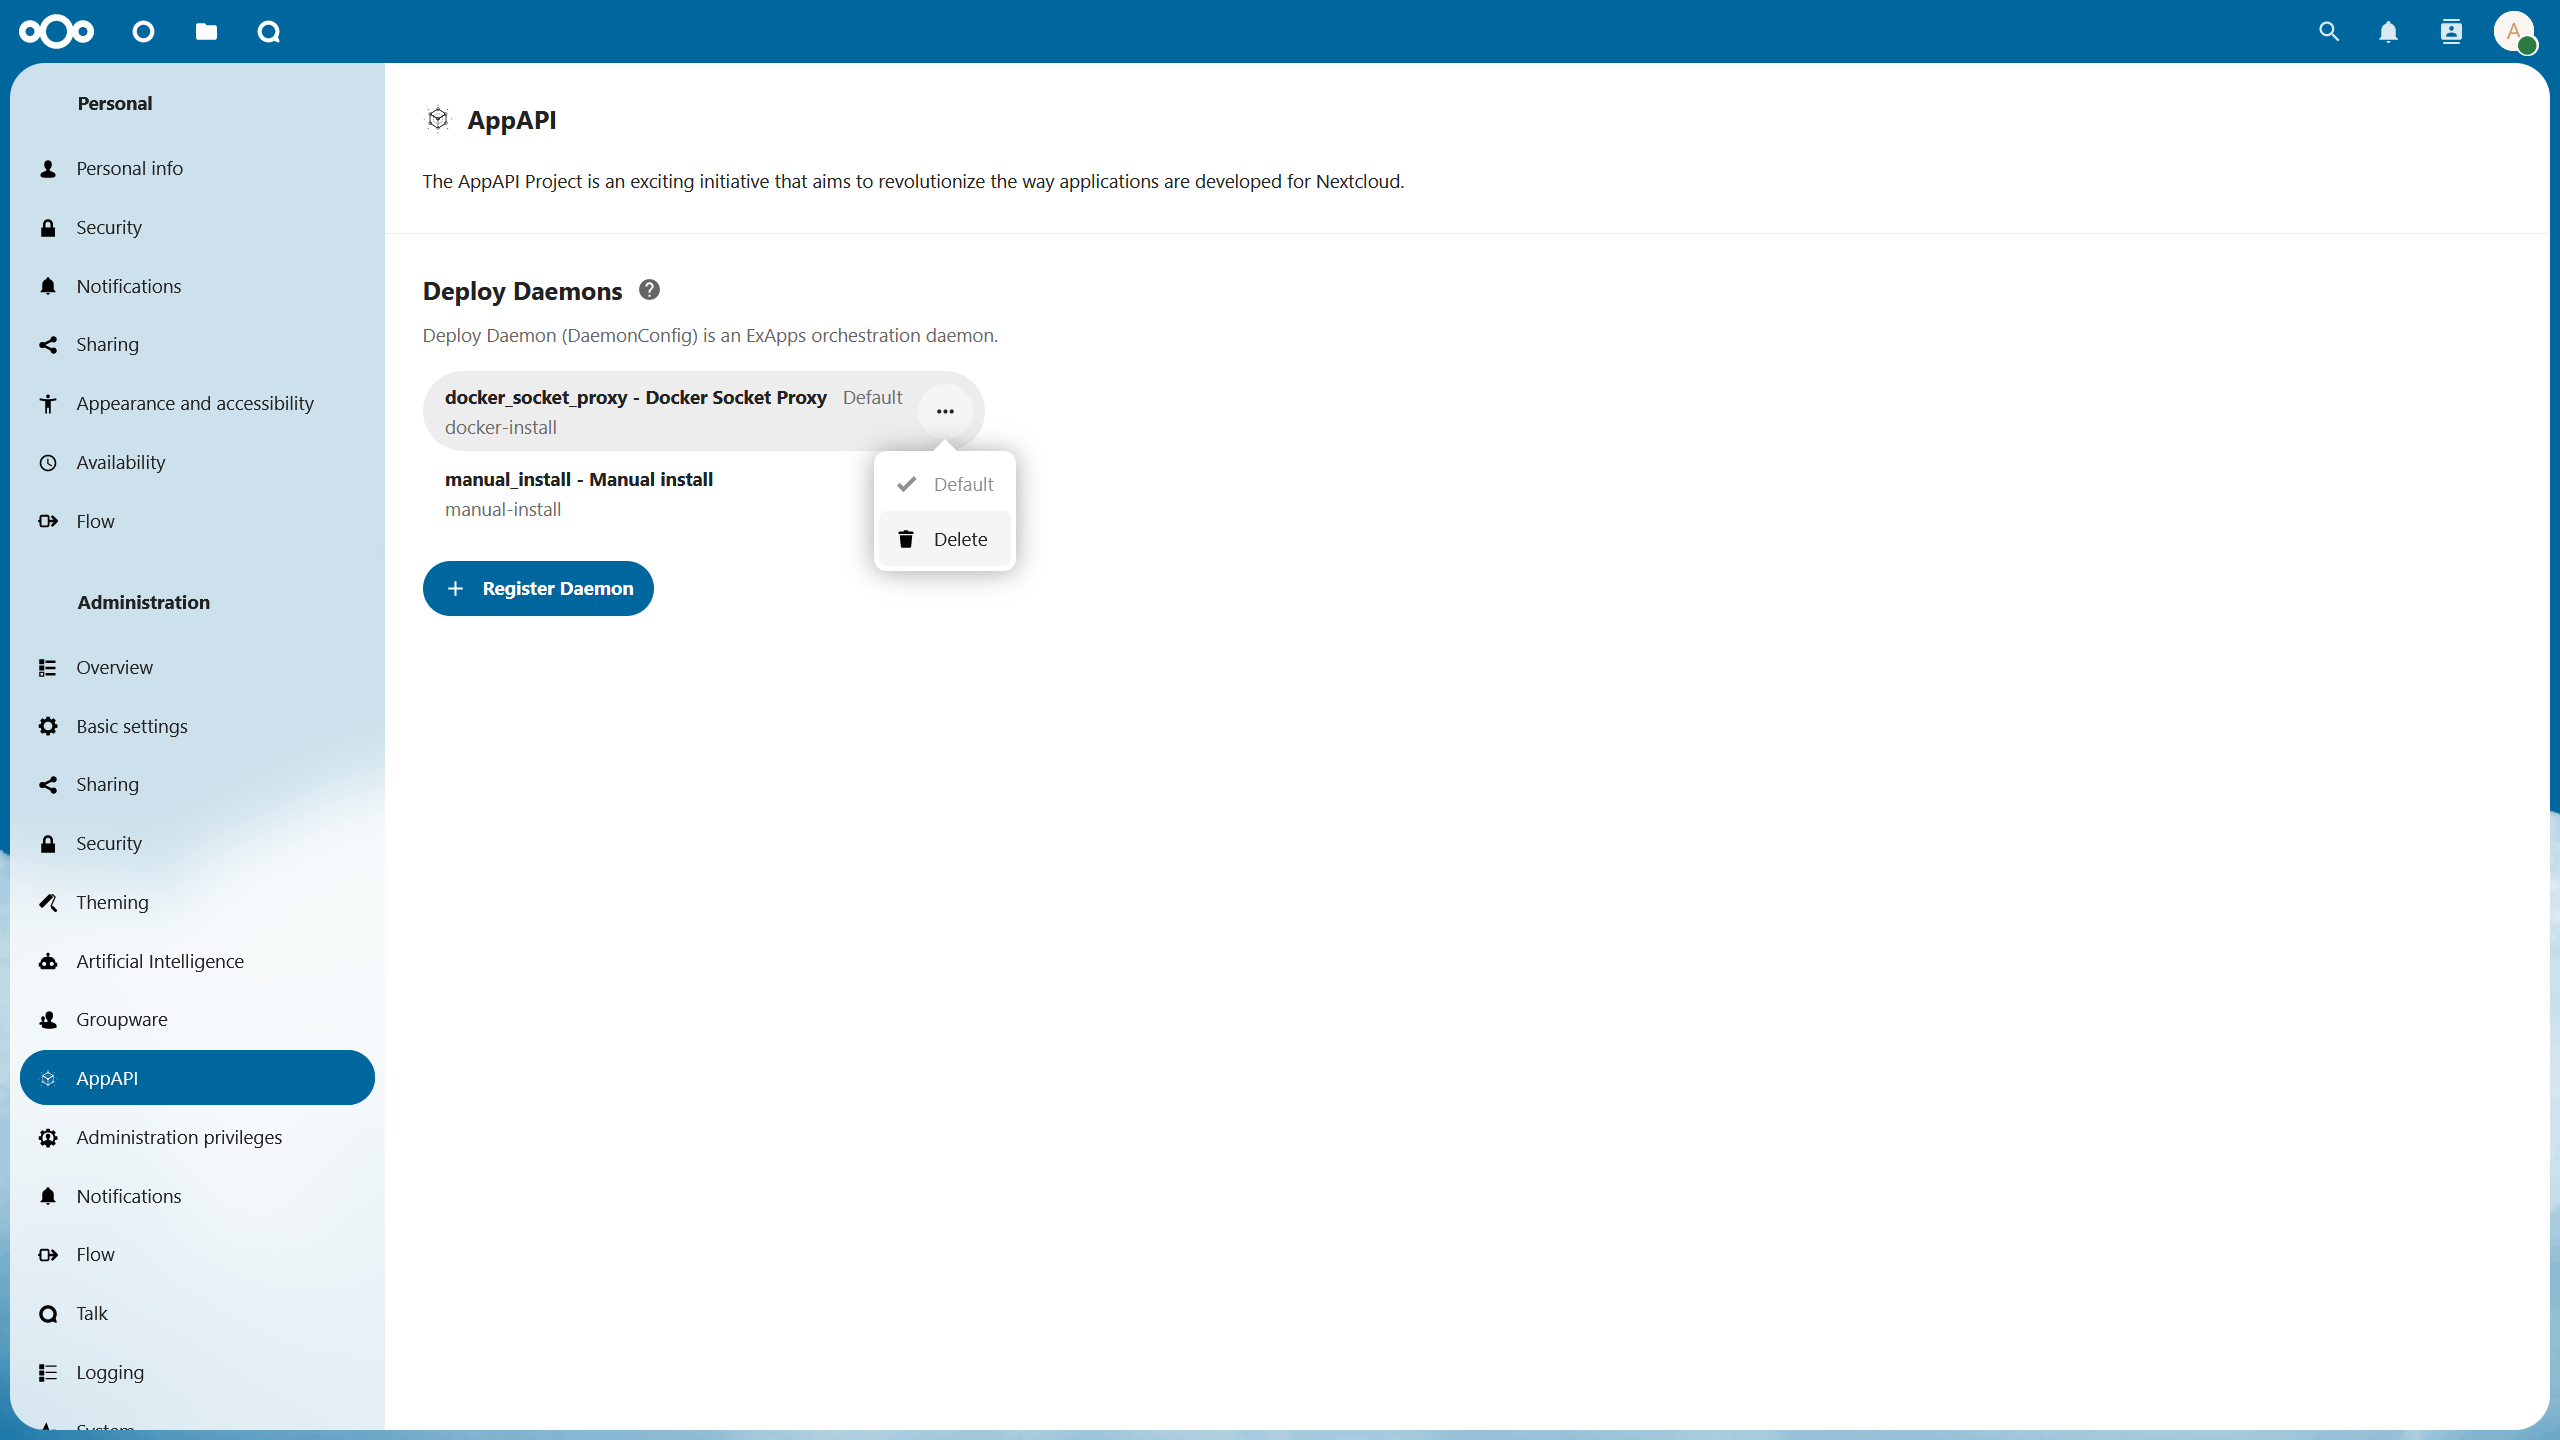 A
Personal
Personal info
Security
Notifications
Sharing
Appearance and accessibility
Availability
Flow
Administration
Overview
Basic settings
Sharing
Security
Theming
Artificial Intelligence
Groupware
AppAPI
Administration privileges
Notifications
Flow
Talk
Logging
System
AppAPI
The AppAPI Project is an exciting initiative that aims to revolutionize the way applications are developed for Nextcloud.
Deploy Daemons
Deploy Daemon (DaemonConfig) is an ExApps orchestration daemon.
docker_socket_proxy - Docker Socket Proxy Default
docker-install
manual_install - Manual install
manual-install
Default
Delete
Register Daemon